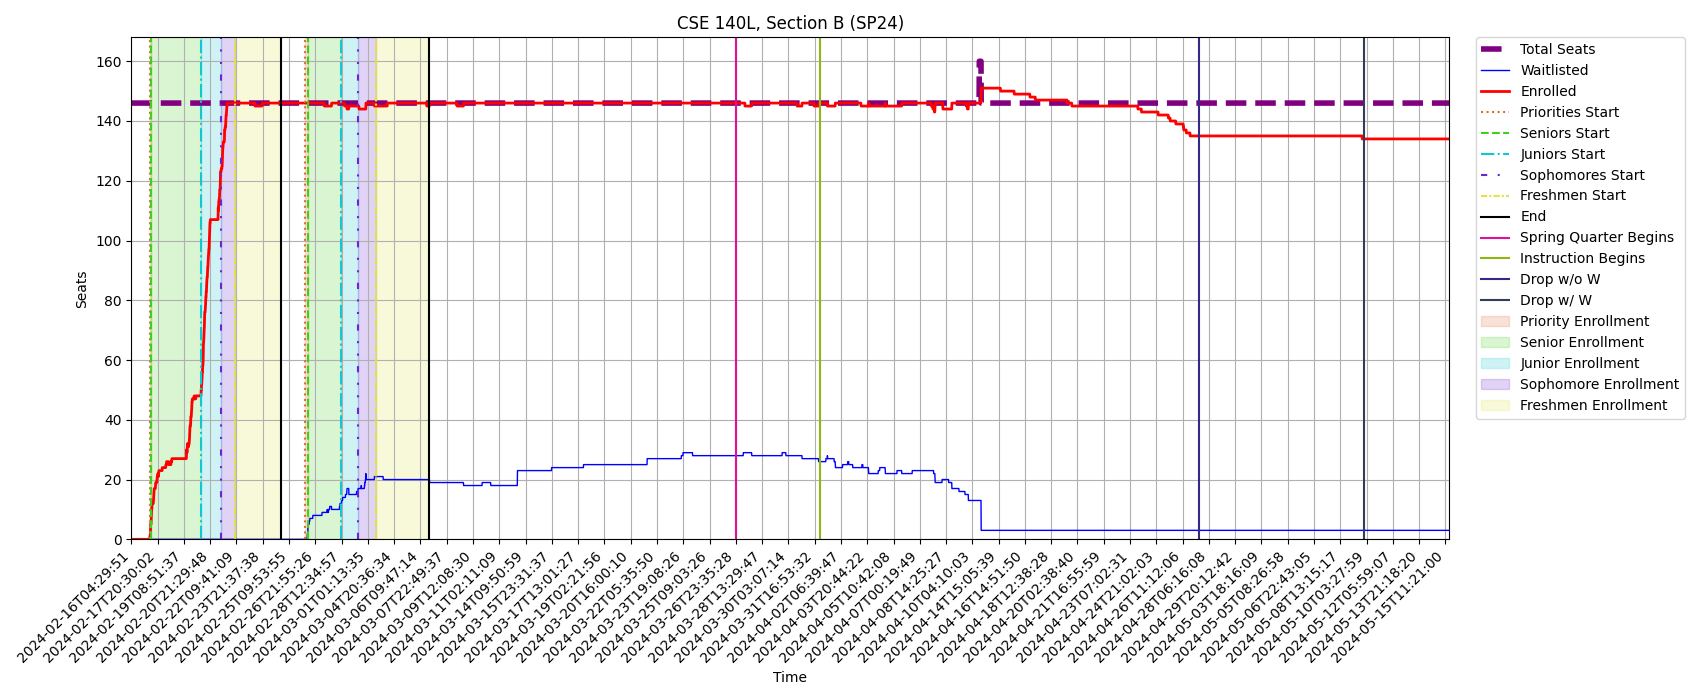 CSE 140L, Section B (SP24)
160
140
120
100
80
60
40
20
0
Seats
2024-02-16T04:29:51
2024-02-17T20:30:02
2024-02-19T08:51:37
2024-02-20T21:29:48
2024-02-22T09:41:09
2024-02-23T21:37:38
2024-02-25T09:53:55
2024-02-26T21:55:26
2024-02-28T12:34:57
2024-03-01T01:13:35
2024-03-04T20:36:34
2024-03-06T09:47:14
2024-03-07T22:49:37
2024-03-09T12:08:30
2024-03-11T02:11:09
2024-03-14T09:50:59
2024-03-15T23:31:37
2024-03-17T13:01:27
2024-03-19T02:21:56
2024-03-20T16:00:10
2024-03-22T05:35:50
2024-03-23T19:08:26
2024-03-25T09:03:26
2024-03-26T23:35:28
2024-03-28T13:29:47
2024-03-30T03:07:14
2024-03-31T16:53:32
2024-04-02T06:39:47
2024-04-03T20:44:22
2024-04-05T10:42:08
2024-04-07T00:19:49
2024-04-08T14:25:27
2024-04-10T04:10:03
2024-04-14T15:05:39
2024-04-16T14:51:50
2024-04-18T12:38:28
2024-04-20T02:38:40
2024-04-21T16:55:59
2024-04-23T07:02:31
2024-04-24T21:02:03
2024-04-26T11:12:06
2024-04-28T06:16:08
2024-04-29T20:12:42
2024-05-03T18:16:09
2024-05-05T08:26:58
2024-05-06T22:43:05
2024-05-08T13:15:17
2024-05-10T03:27:59
2024-05-12T05:59:07
2024-05-13T21:18:20
2024-05-15T11:21:00
Time
Total Seats
Waitlisted
Enrolled
Priorities Start
Seniors Start
Juniors Start
Sophomores Start
Freshmen Start
End
Spring Quarter Begins
Instruction Begins
Drop w/o W
Drop w/ W
Priority Enrollment
Senior Enrollment
Junior Enrollment
Sophomore Enrollment
Freshmen Enrollment